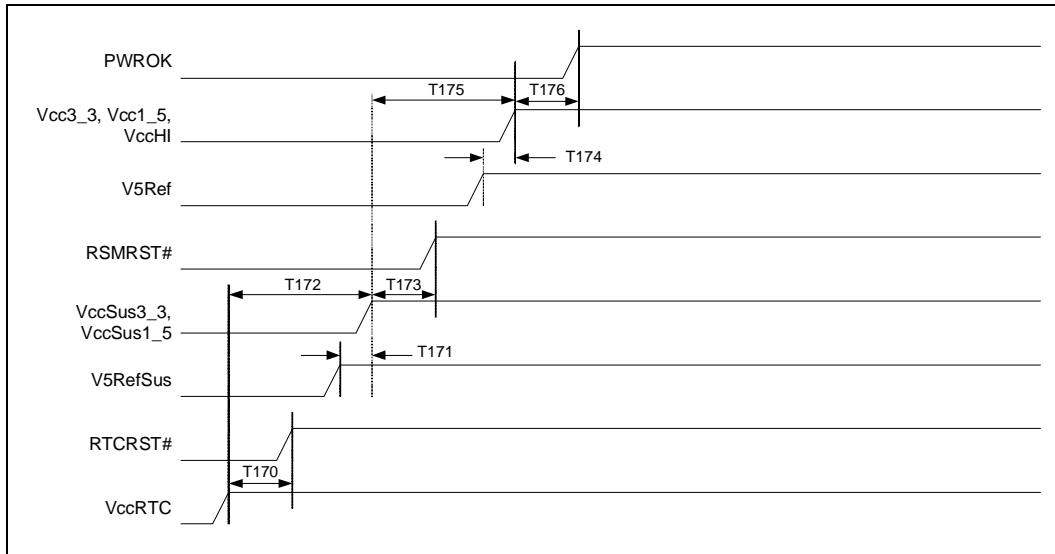 PWROK
T175
T176
Vcc3_3, Vcc1_5,
VccHI
T174
V5Ref
RSMRST#
T172
T173
VccSus3_3,
VccSus1_5
T171
V5RefSus
RTCRST#
T170
VccRTC